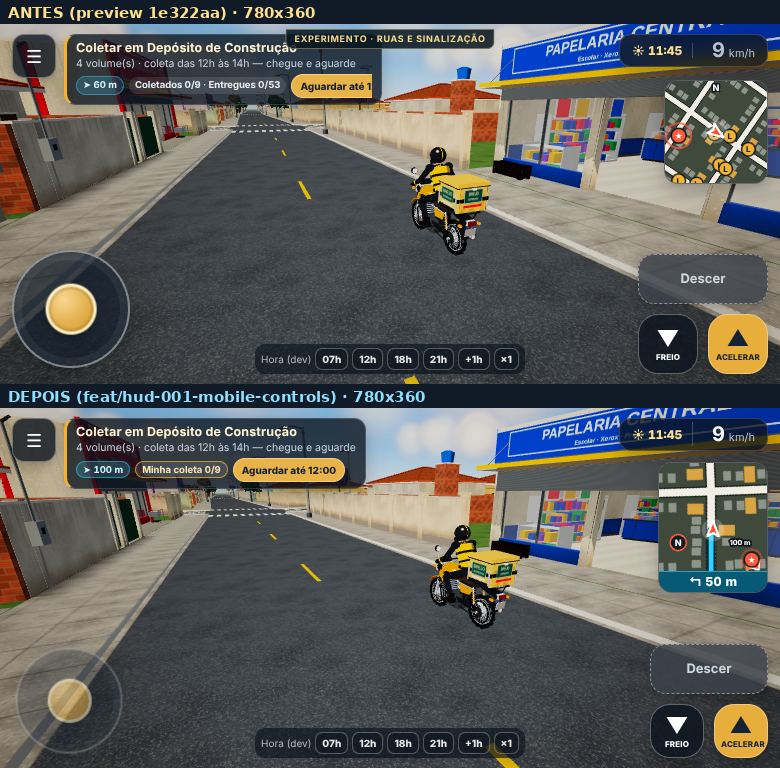 ANTES (preview 1e322aa) · 780x360
EXPERIMENTO · RUAS E SINALIZAÇÃO
Coletar em Depósito de Construção
4 volume(s) · coleta das 12h às 14h — chegue e aguarde
➤ 60 m
Coletados 0/9 · Entregues 0/53
Aguardar até 1
PAPELARIA CENTRAL
Escolar · Xerox
☀ 11:45
9 km/h
N
L
L
L
L
L
L
Descer
FREIO
ACELERAR
Hora (dev) 07h 12h 18h 21h +1h ×1
DEPOIS (feat/hud-001-mobile-controls) · 780x360
Coletar em Depósito de Construção
4 volume(s) · coleta das 12h às 14h — chegue e aguarde
➤ 100 m
Minha coleta 0/9
Aguardar até 12:00
PAPELARIA CENTRAL
Escolar · Xerox
☀ 11:45
9 km/h
N
100 m
↰ 50 m
Descer
FREIO
ACELERAR
Hora (dev) 07h 12h 18h 21h +1h ×1